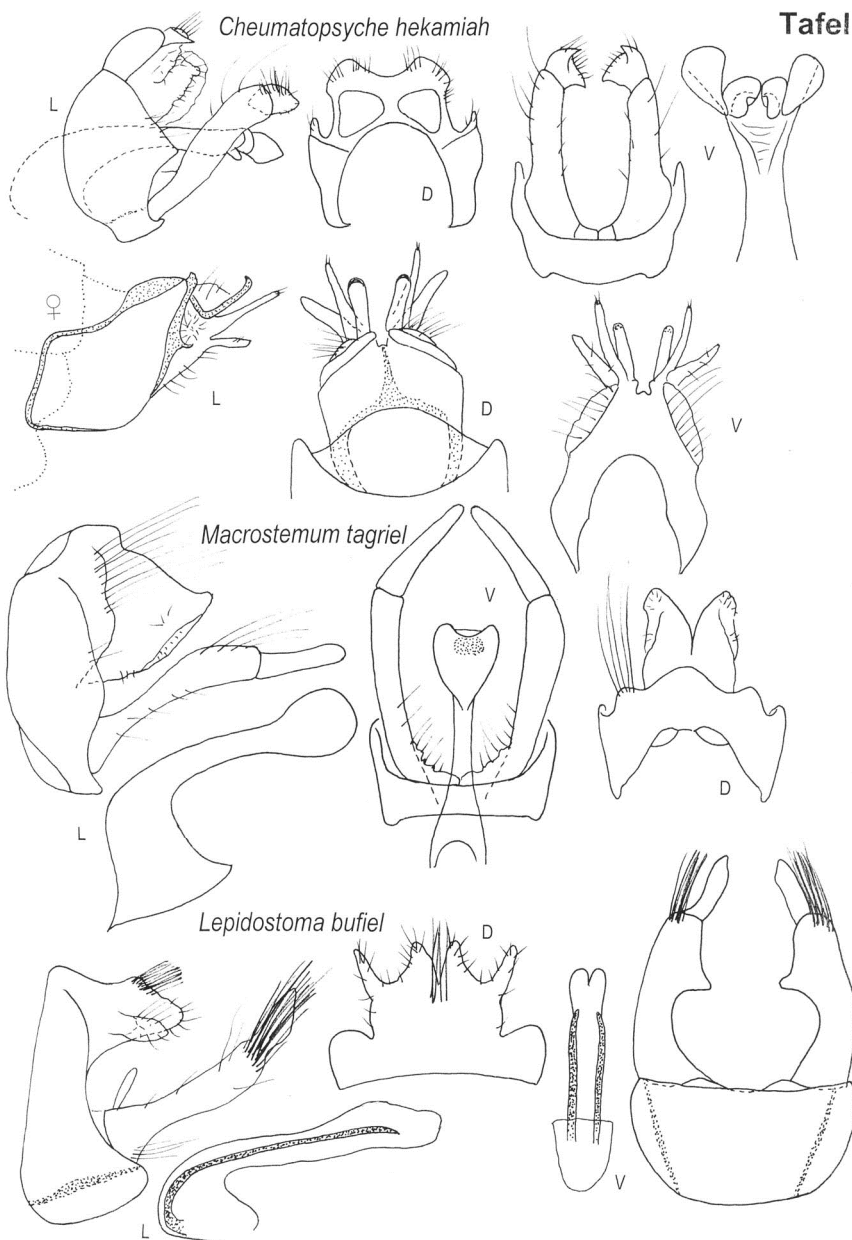 Tafel
Cheumatopsyche hekamiah
L
D
V
♀
L
D
V
Macrostemum tagriel
V
L
D
Lepidostoma bufiel
D
L
V